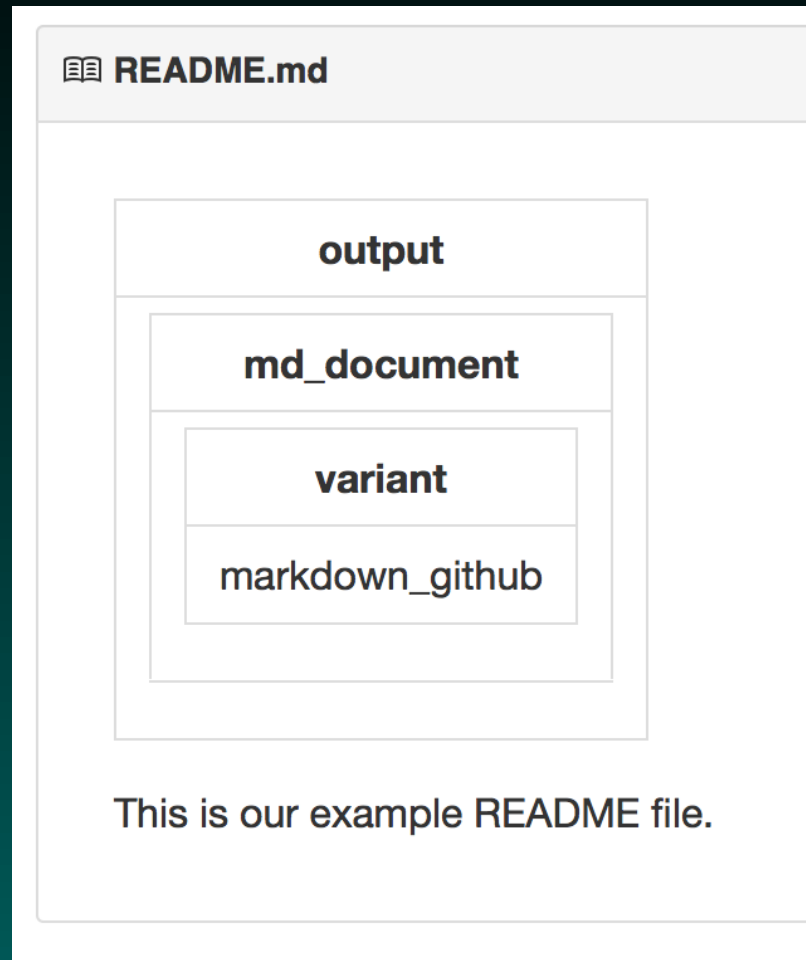 README.md
output
md_document
variant
markdown_github
This is our example README file.